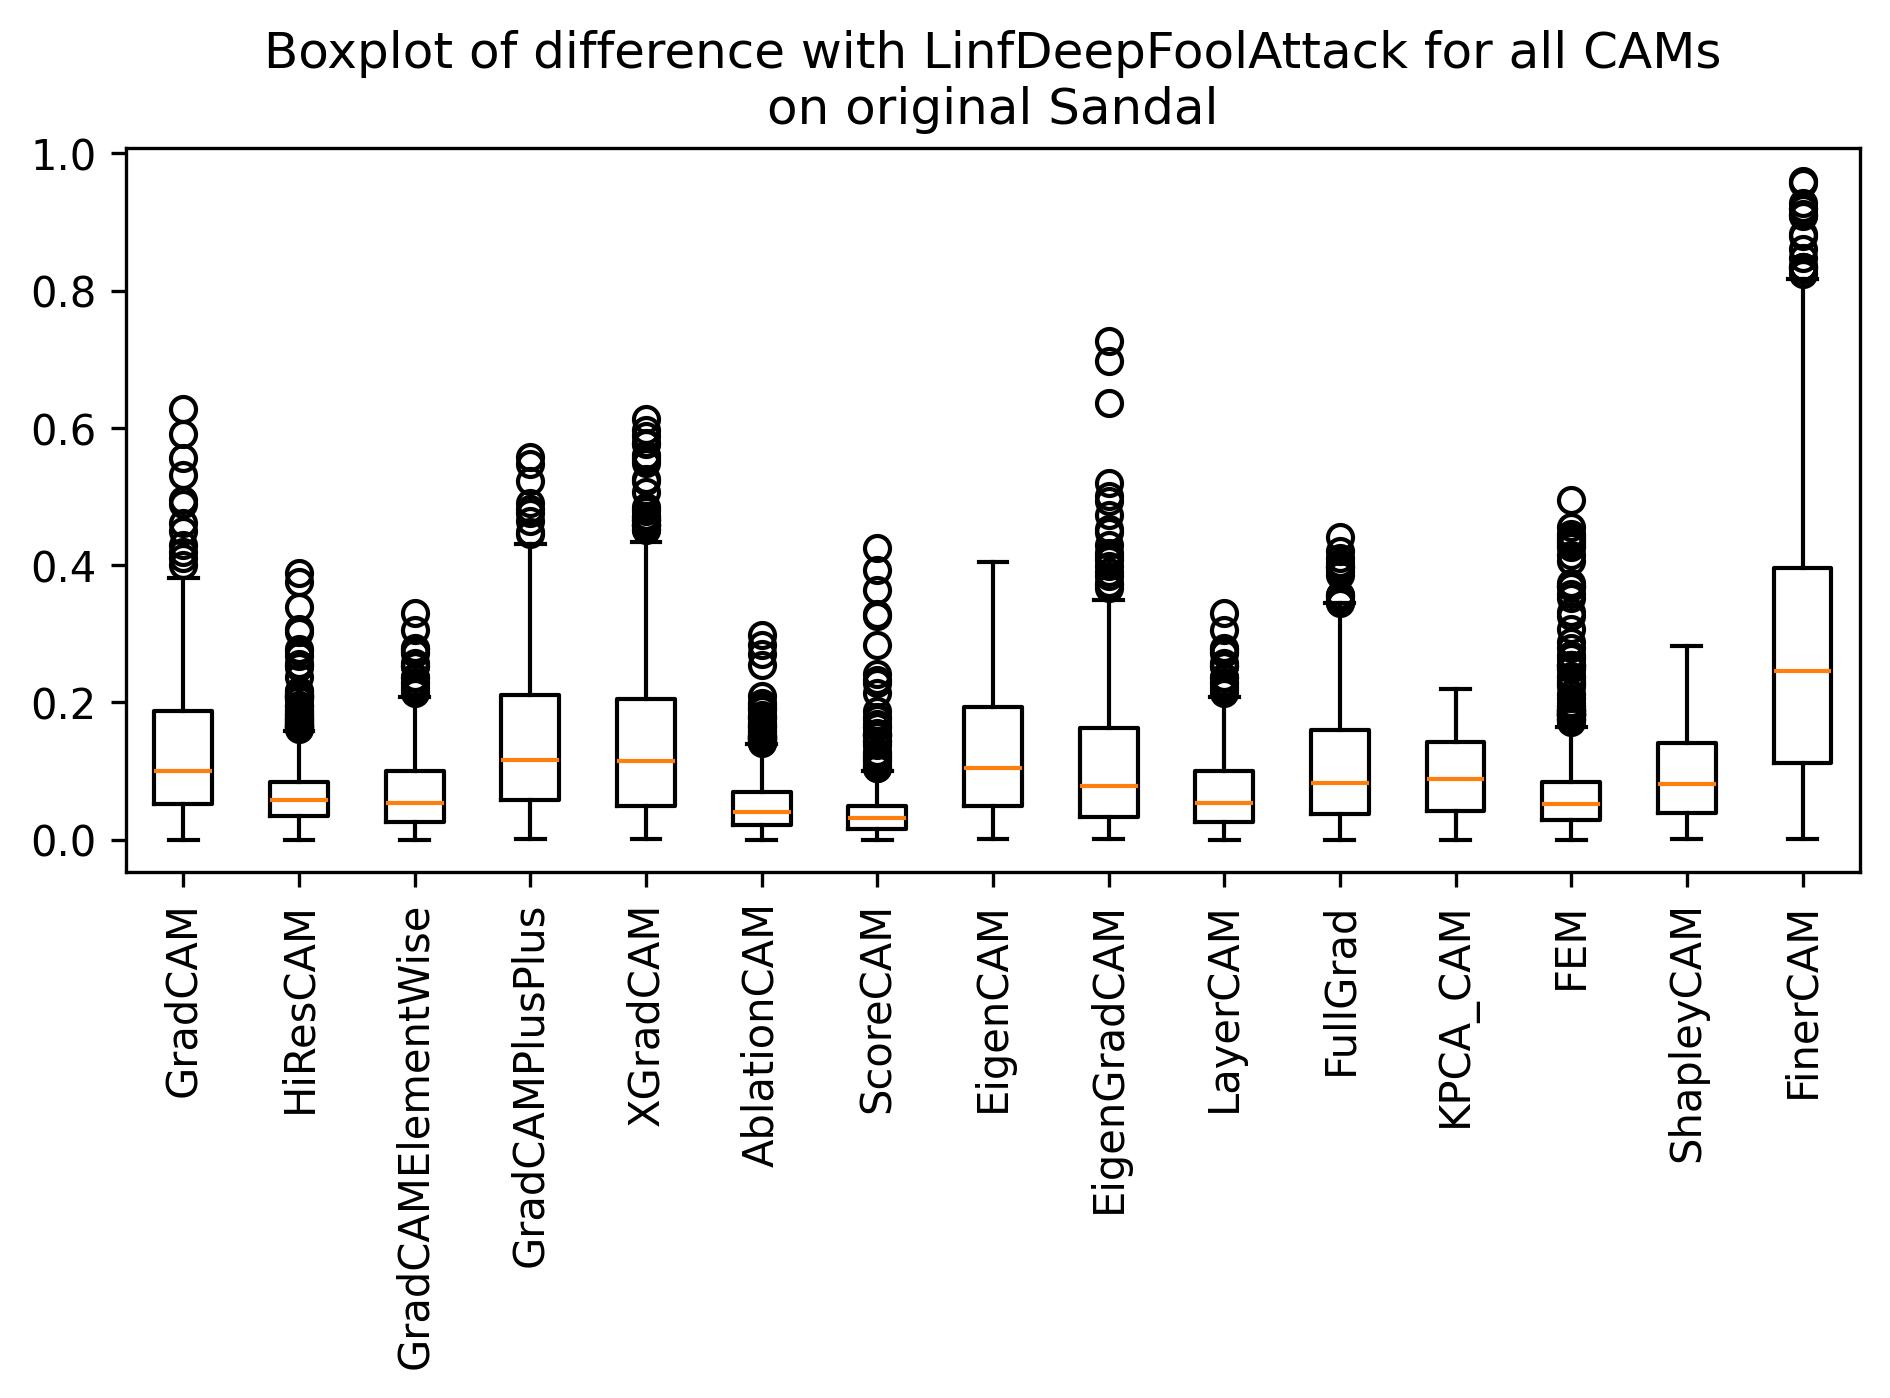 Boxplot of difference with LinfDeepFoolAttack for all CAMs
on original Sandal
1.0
0.8
0.6
0.4
0.2
0.0
GradCAM
HiResCAM
GradCAMElementWise
GradCAMPlusPlus
XGradCAM
AblationCAM
ScoreCAM
EigenCAM
EigenGradCAM
LayerCAM
FullGrad
KPCA_CAM
FEM
ShapleyCAM
FinerCAM